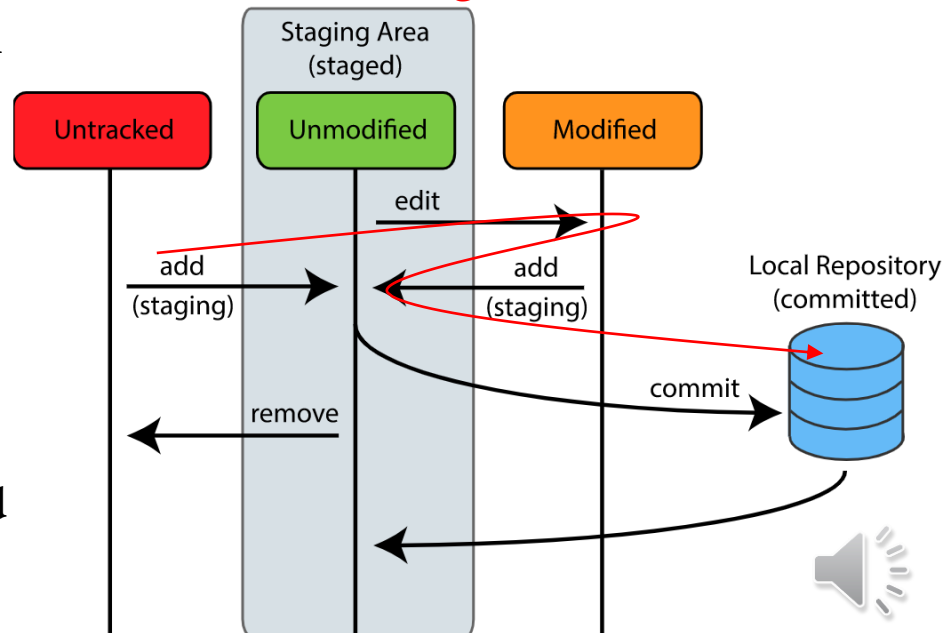 Staging Area
(staged)
Untracked
Unmodified
Modified
edit
add
(staging)
add
(staging)
Local Repository
(committed)
commit
remove